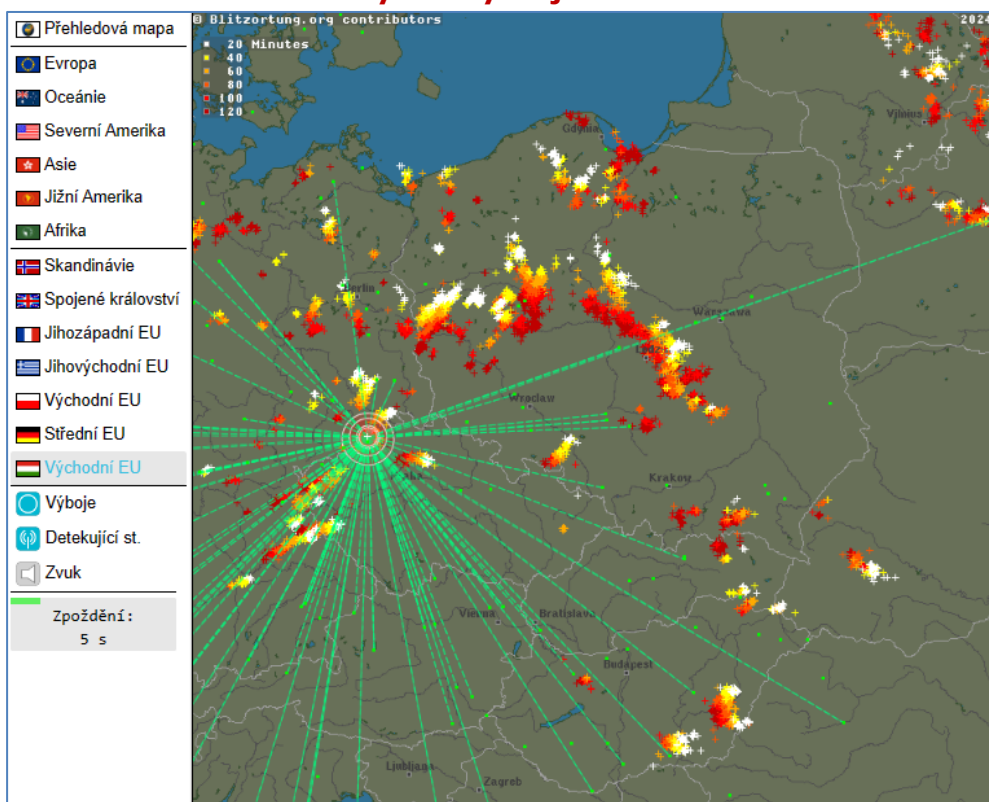 Přehledová mapa
Evropa
Oceánie
Severní Amerika
Asie
Jižní Amerika
Afrika
Skandinávie
Spojené království
Jihozápadní EU
Jihovýchodní EU
Východní EU
Střední EU
Východní EU
Výboje
Detekující st.
Zvuk
Zpoždění:
5 s
Blitzortung.org contributors
2024
20 Minutes
40
60
80
100
120
Gdynia
Vilnius
Berlin
Warszawa
Wroclaw
Krakow
Vienna
Bratislava
Budapest
Ljubljana
Zagreb